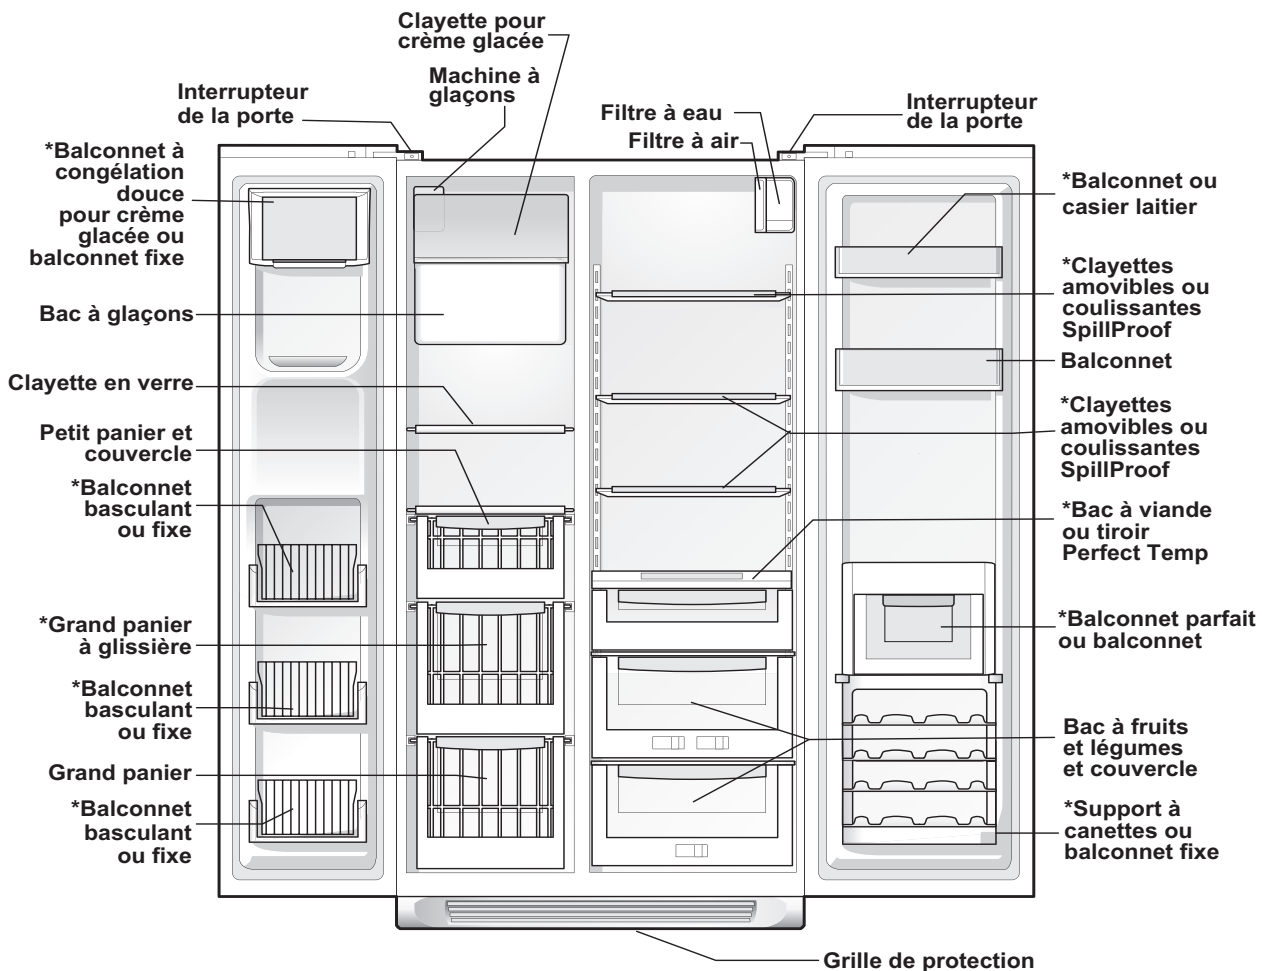 Clayette pour
crème glacée
Machine à
glaçons
Interrupteur
de la porte
Filtre à eau
Filtre à air
Interrupteur
de la porte
*Balconnet à
congélation
douce
pour crème
glacée ou
balconnet fixe
Bac à glaçons
Clayette en verre
Petit panier et
couvercle
*Balconnet
basculant
ou fixe
*Grand panier
à glissière
*Balconnet
basculant
ou fixe
Grand panier
*Balconnet
basculant
ou fixe
*Balconnet ou
casier laitier
*Clayettes
amovibles ou
coulissantes
SpillProof
Balconnet
*Clayettes
amovibles ou
coulissantes
SpillProof
*Bac à viande
ou tiroir
Perfect Temp
*Balconnet parfait
ou balconnet
Bac à fruits
et légumes
et couvercle
*Support à
canettes ou
balconnet fixe
Grille de protection